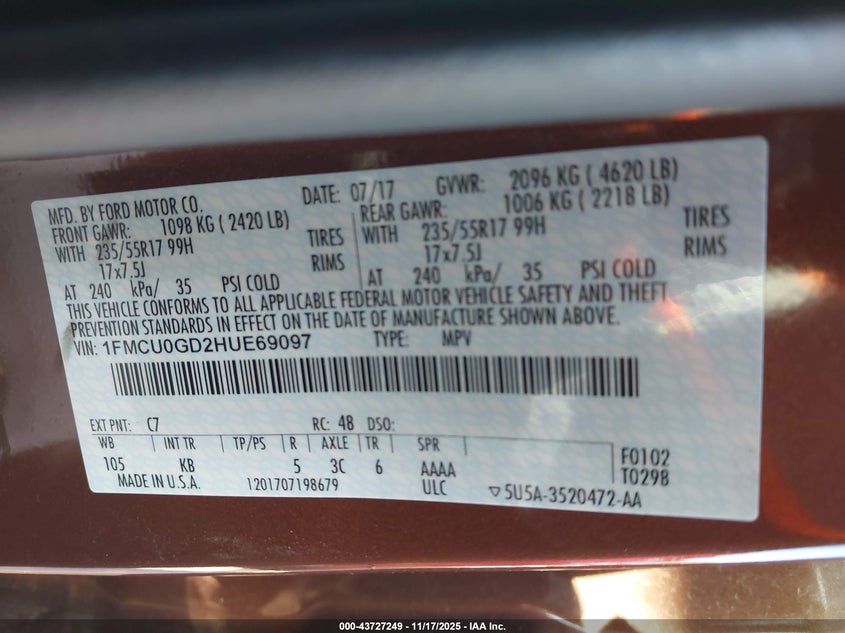 MFD. BY FORD MOTOR CO. DATE: 07/17 GVWR: 2096 KG ( 4620 LB)
FRONT GAWR: 1098 KG ( 2420 LB) REAR GAWR: 1006 KG ( 2218 LB)
WITH 235/55R17 99H TIRES WITH 235/55R17 99H TIRES
17x7.5J RIMS 17x7.5J RIMS
AT 240 kPa/ 35 PSI COLD AT 240 kPa/ 35 PSI COLD
THIS VEHICLE CONFORMS TO ALL APPLICABLE FEDERAL MOTOR VEHICLE SAFETY AND THEFT
PREVENTION STANDARDS IN EFFECT ON THE DATE OF MANUFACTURE SHOWN ABOVE.
VIN: 1FMCU0GD2HUE69097 TYPE: MPV
EXT PNT: C7 RC: 48 DSO:
WB INT TR TP/PS R AXLE TR SPR
105 KB 5 3C 6 AAAA F0102
MADE IN U.S.A. 1201707198679 ULC T0298
▽5U5A-3520472-AA
000-43727249 - 11/17/2025 - IAA Inc.